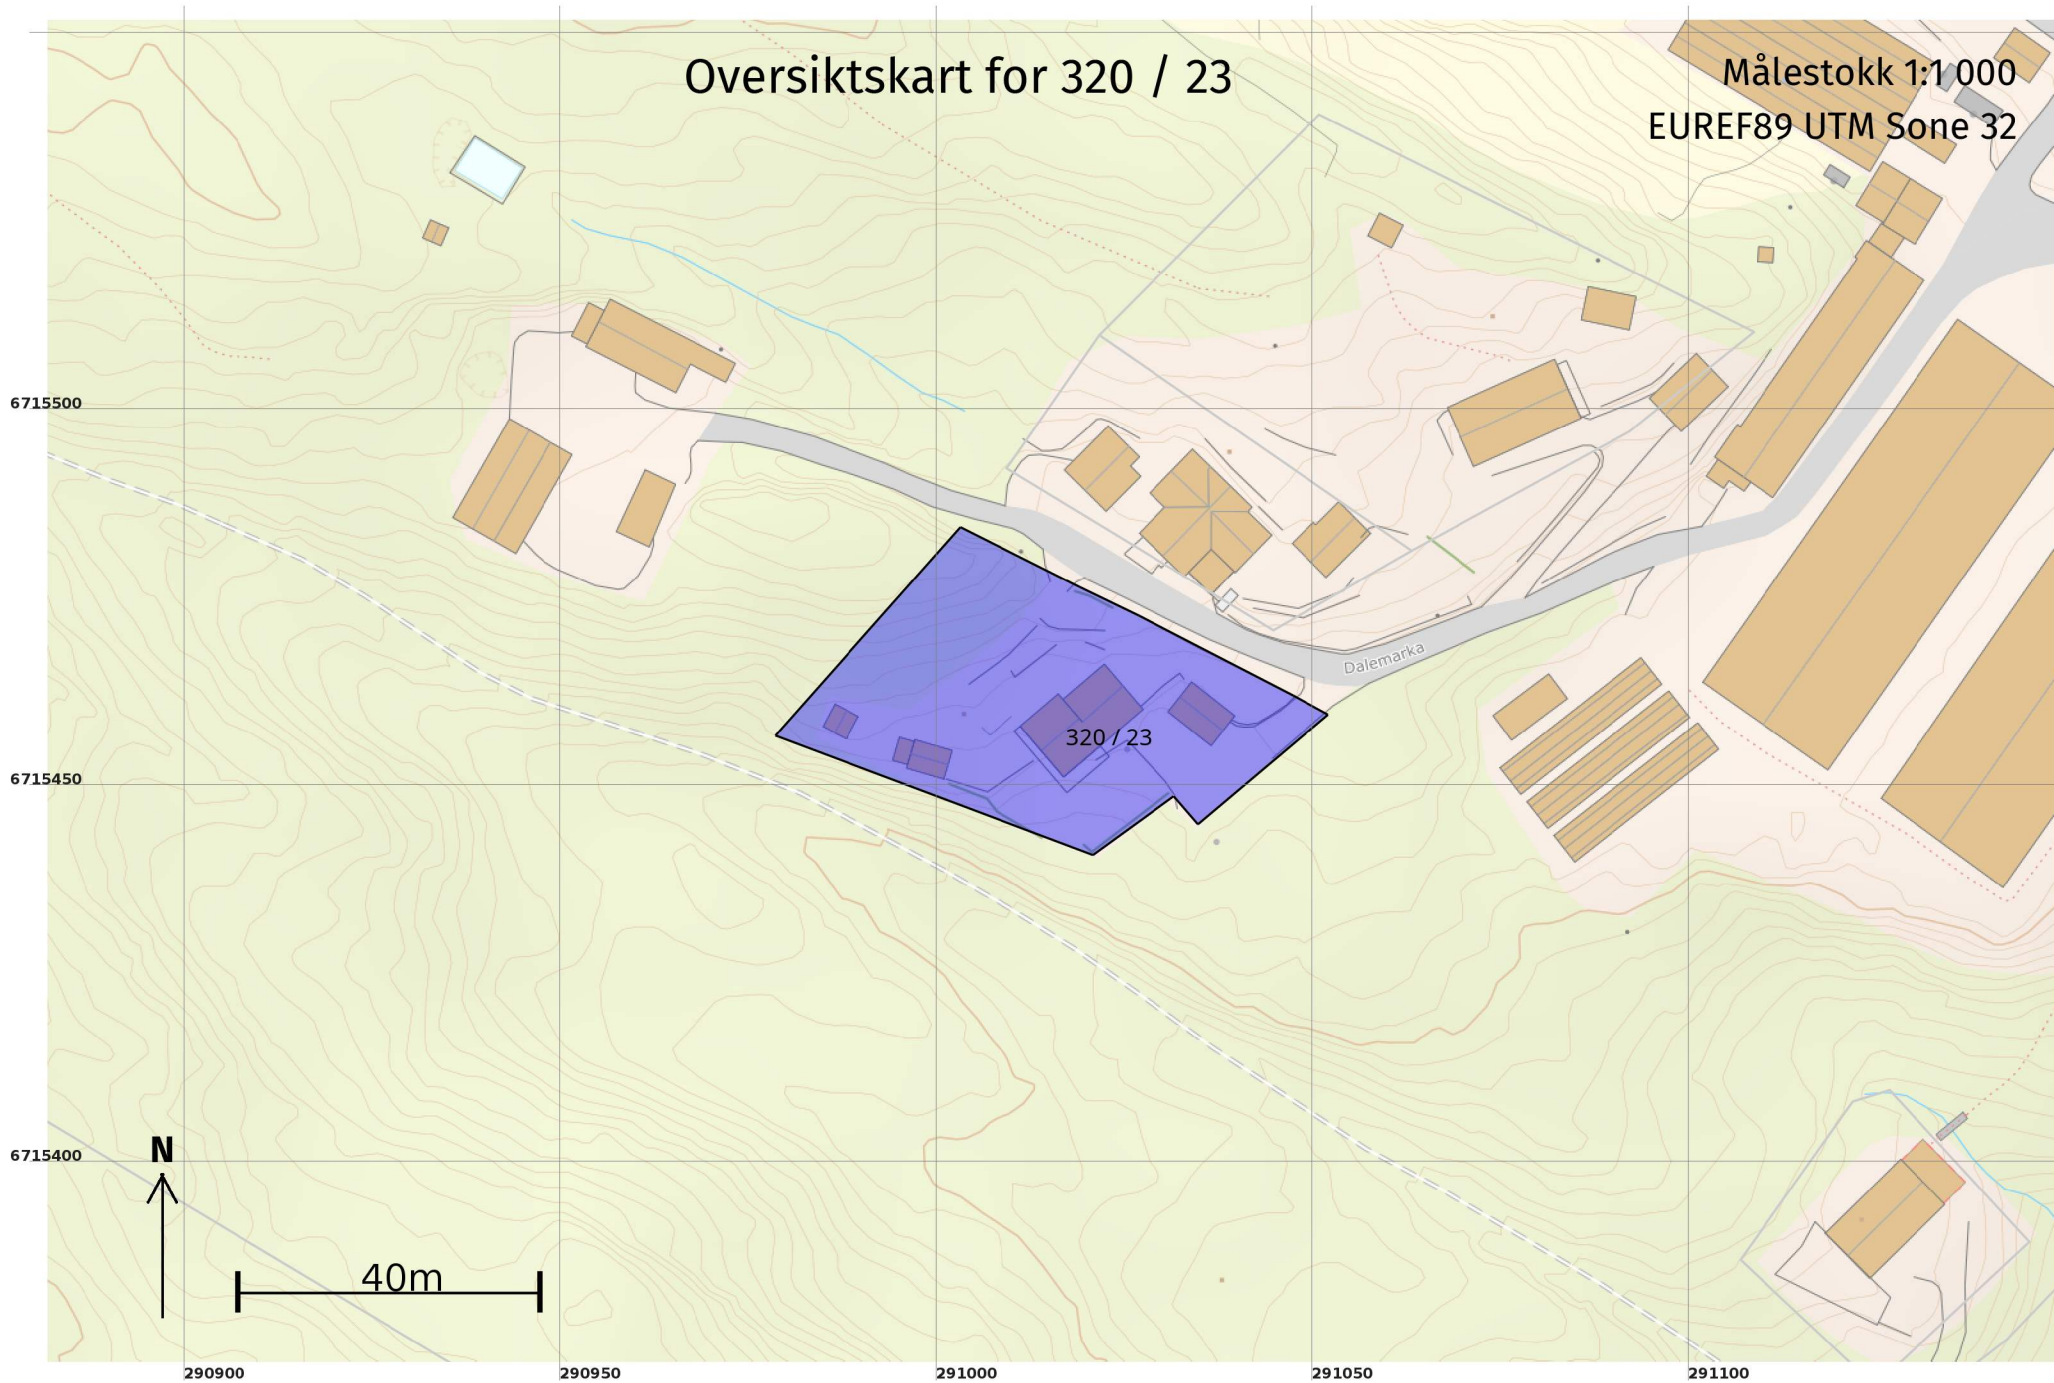 Oversiktskart for 320 / 23
Målestokk 1:1 000
EUREF89 UTM Sone 32
6715500
Dalemarka
320 / 23
6715450
6715400
N
40m
290900
290950
291000
291050
291100